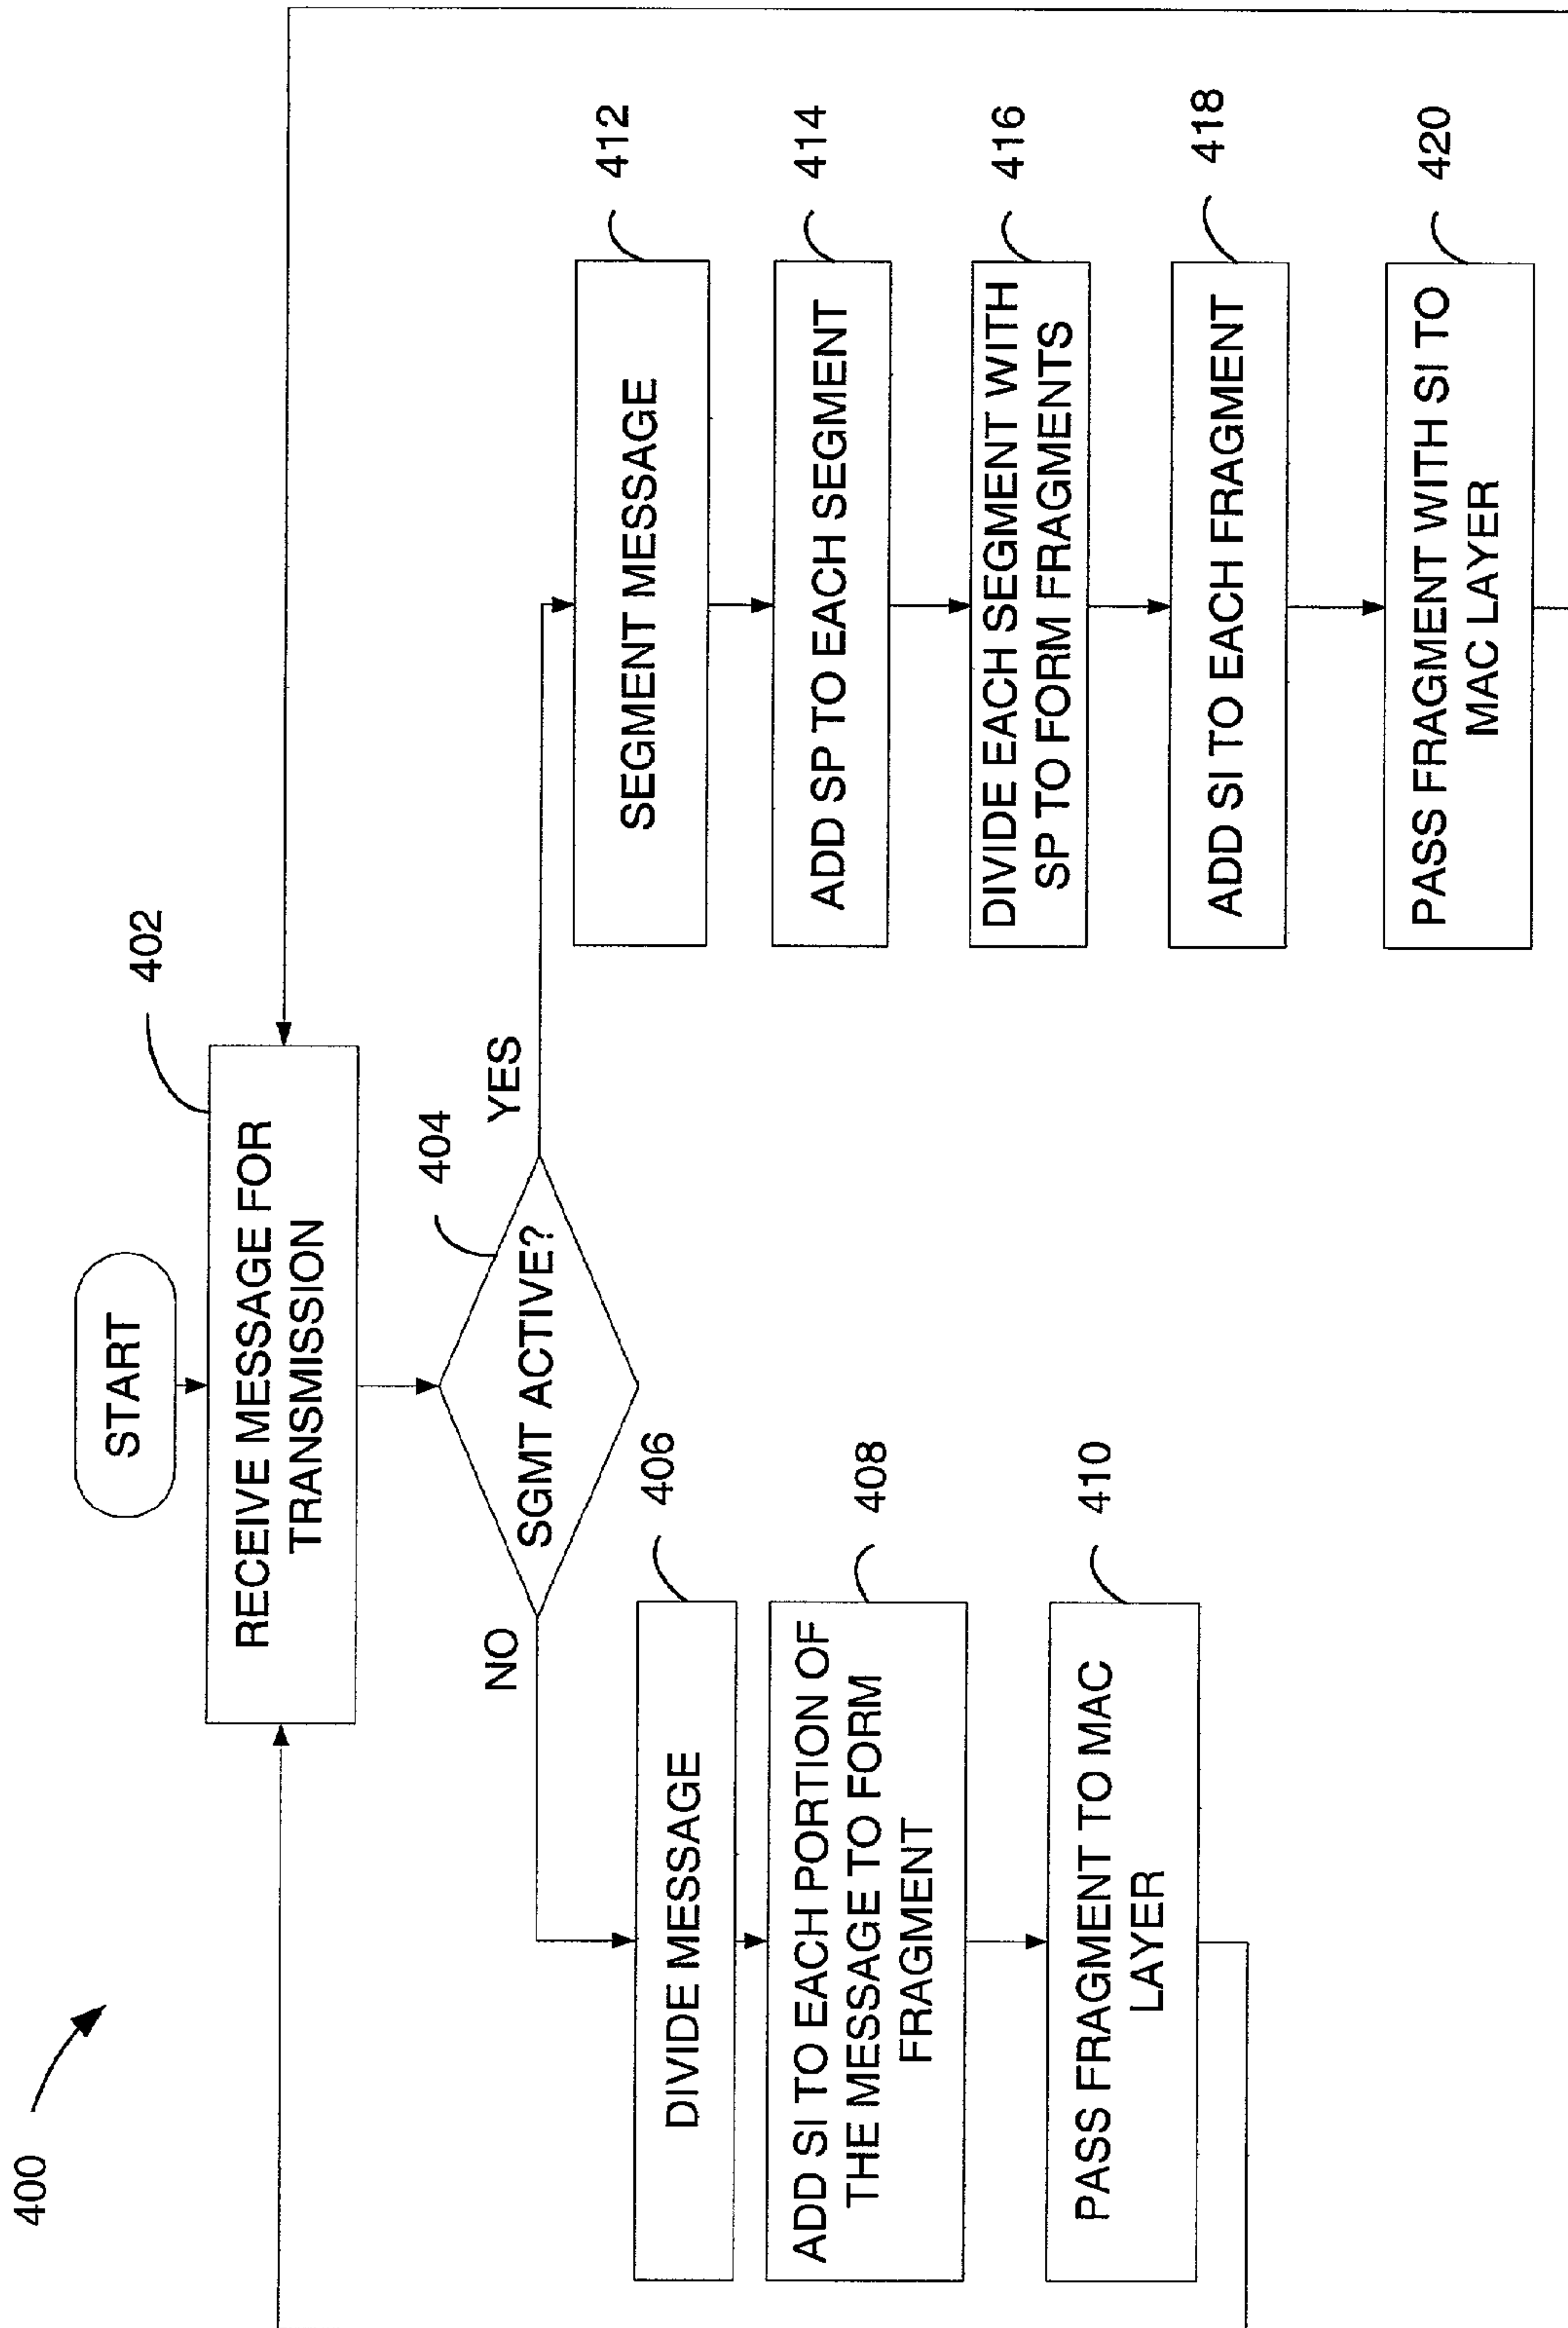 400
START
402
RECEIVE MESSAGE FOR
TRANSMISSION
404
SGMT ACTIVE?
NO
YES
406
DIVIDE MESSAGE
408
ADD SI TO EACH PORTION OF
THE MESSAGE TO FORM
FRAGMENT
410
PASS FRAGMENT TO MAC
LAYER
412
SEGMENT MESSAGE
414
ADD SP TO EACH SEGMENT
416
DIVIDE EACH SEGMENT WITH
SP TO FORM FRAGMENTS
418
ADD SI TO EACH FRAGMENT
420
PASS FRAGMENT WITH SI TO
MAC LAYER